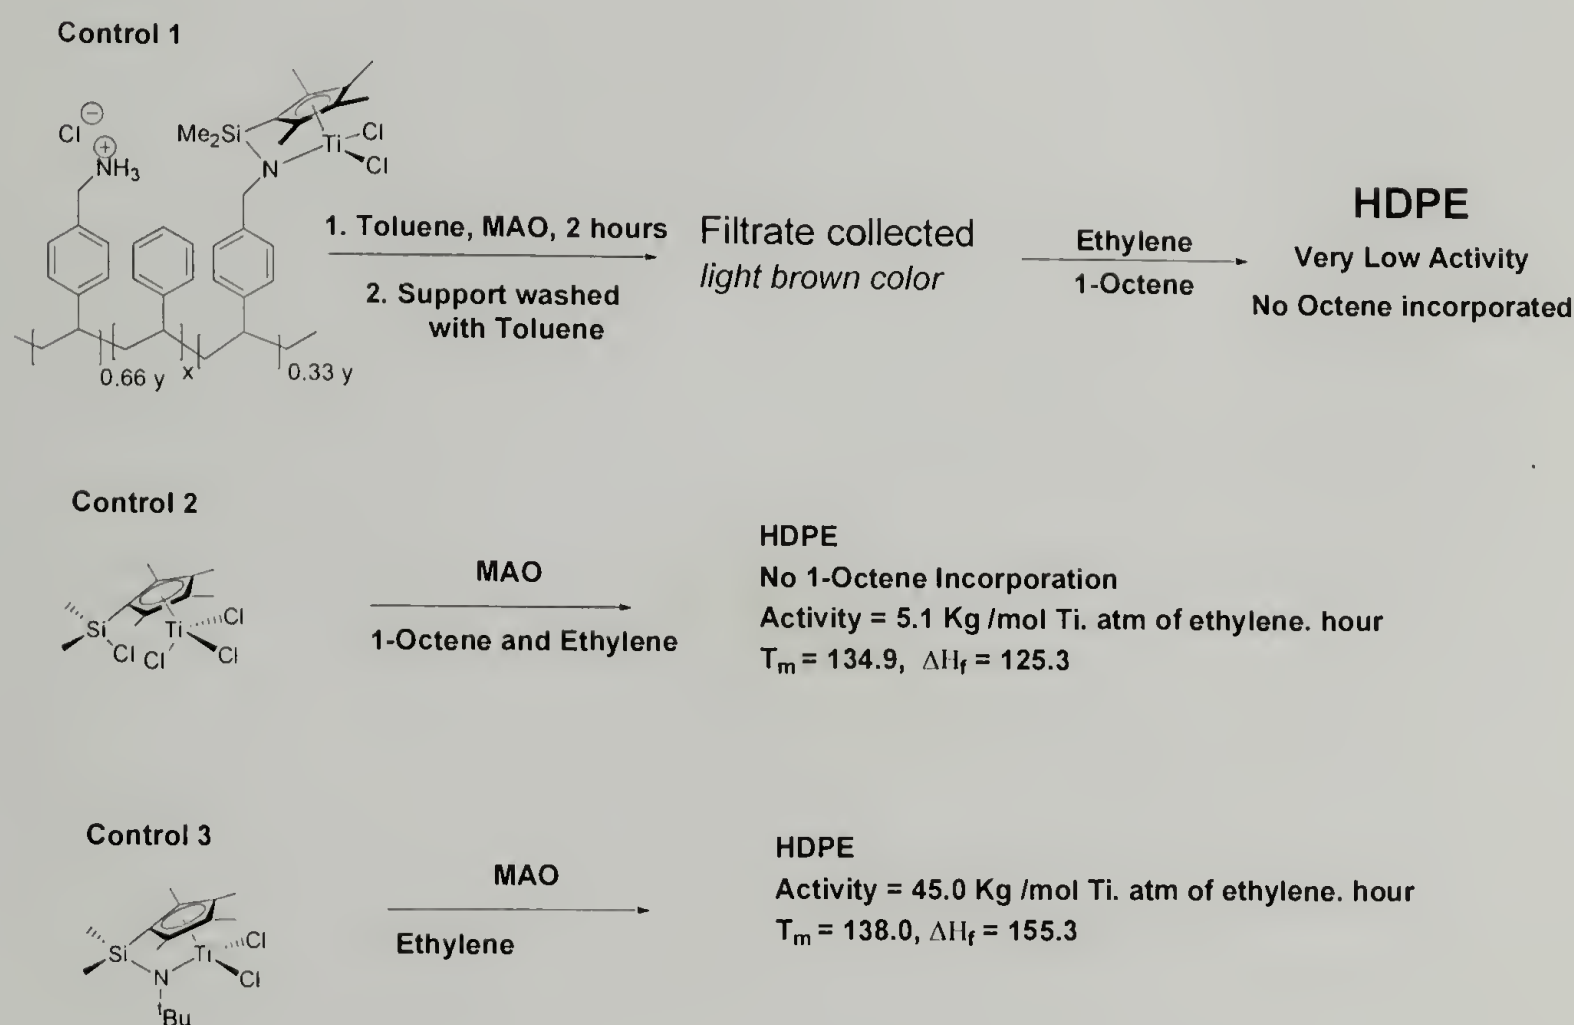 Control 1
Cl ⊖
⊕
NH3
Me2Si
Ti
Cl
Cl
N
0.66 y
x
0.33 y
1. Toluene, MAO, 2 hours
2. Support washed
with Toluene
Filtrate collected
light brown color
Ethylene
1-Octene
HDPE
Very Low Activity
No Octene incorporated
Control 2
Si
Cl
Cl
Ti
Cl
Cl
MAO
1-Octene and Ethylene
HDPE
No 1-Octene Incorporation
Activity = 5.1 Kg /mol Ti. atm of ethylene. hour
Tm = 134.9, ΔHf = 125.3
Control 3
Si
N
Ti
Cl
Cl
tBu
MAO
Ethylene
HDPE
Activity = 45.0 Kg /mol Ti. atm of ethylene. hour
Tm = 138.0, ΔHf = 155.3